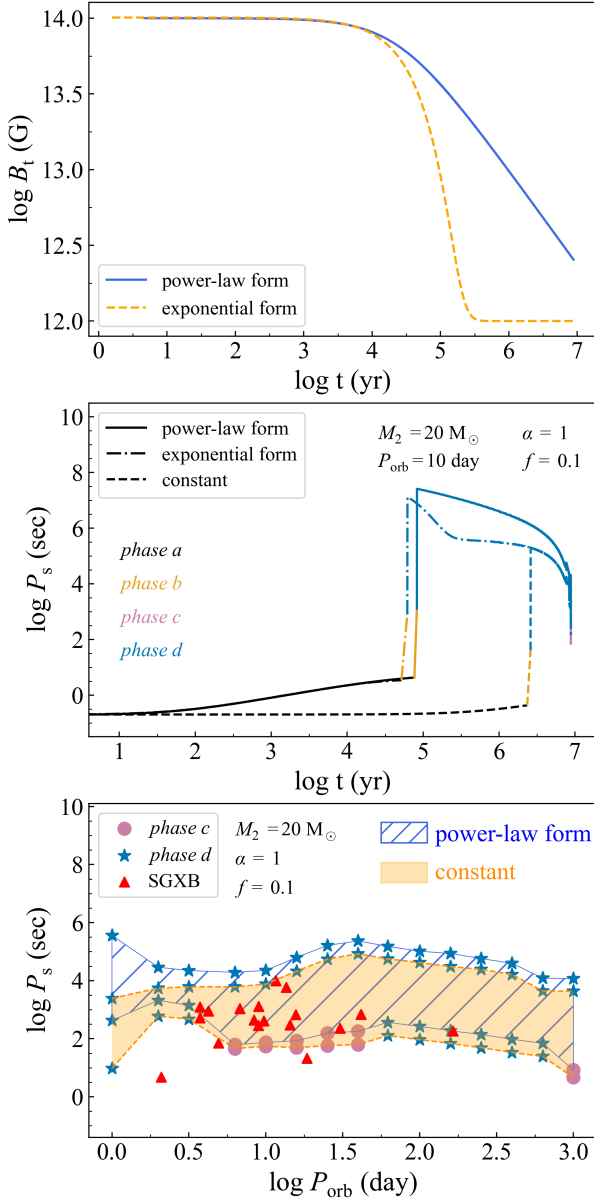 14.0
13.5
13.0
12.5
12.0
log B_t (G)
power-law form
exponential form
0 1 2 3 4 5 6 7
log t (yr)
10
8
6
4
2
0
log P_s (sec)
power-law form
exponential form
constant
M_2 = 20 M_⊙ α = 1
P_orb = 10 day f = 0.1
phase a
phase b
phase c
phase d
1 2 3 4 5 6 7
log t (yr)
10
8
6
4
2
0
log P_s (sec)
phase c
phase d
SGXB
M_2 = 20 M_⊙
α = 1
f = 0.1
power-law form
constant
0.0 0.5 1.0 1.5 2.0 2.5 3.0
log P_orb (day)